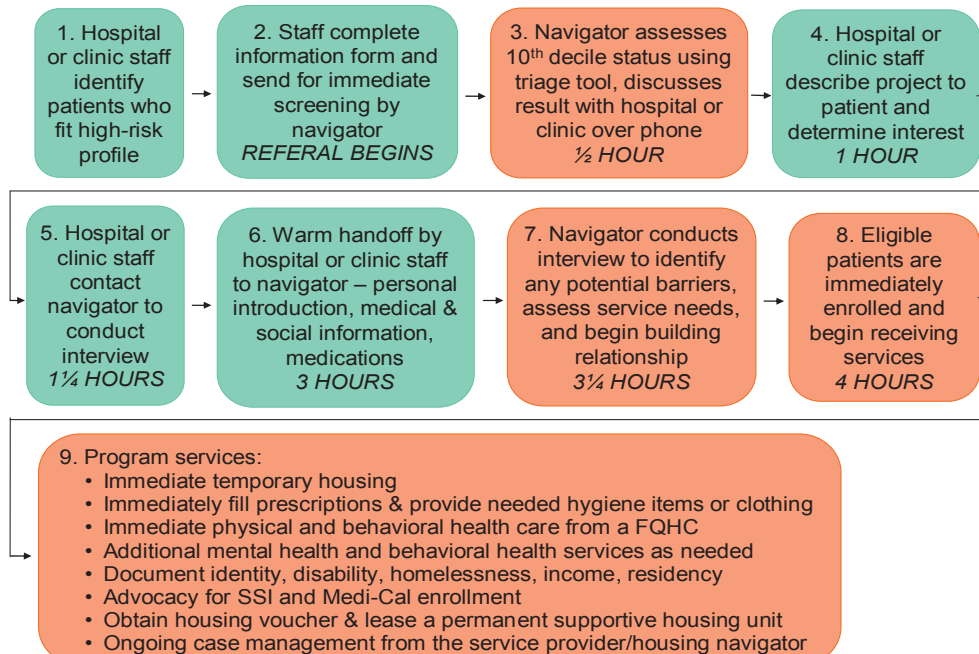 1. Hospital
or clinic staff
identify
patients who
fit high-risk
profile
2. Staff complete
information form and
send for immediate
screening by
navigator
REFERAL BEGINS
3. Navigator assesses
10th decile status using
triage tool, discusses
result with hospital or
clinic over phone
½ HOUR
4. Hospital or
clinic staff
describe project to
patient and
determine interest
1 HOUR
5. Hospital or
clinic staff
contact
navigator to
conduct
interview
1¼ HOURS
6. Warm handoff by
hospital or clinic staff
to navigator – personal
introduction, medical &
social information,
medications
3 HOURS
7. Navigator conducts
interview to identify
any potential barriers,
assess service needs,
and begin building
relationship
3¼ HOURS
8. Eligible
patients are
immediately
enrolled and
begin receiving
services
4 HOURS
9. Program services:
• Immediate temporary housing
• Immediately fill prescriptions & provide needed hygiene items or clothing
• Immediate physical and behavioral health care from a FQHC
• Additional mental health and behavioral health services as needed
• Document identity, disability, homelessness, income, residency
• Advocacy for SSI and Medi-Cal enrollment
• Obtain housing voucher & lease a permanent supportive housing unit
• Ongoing case management from the service provider/housing navigator